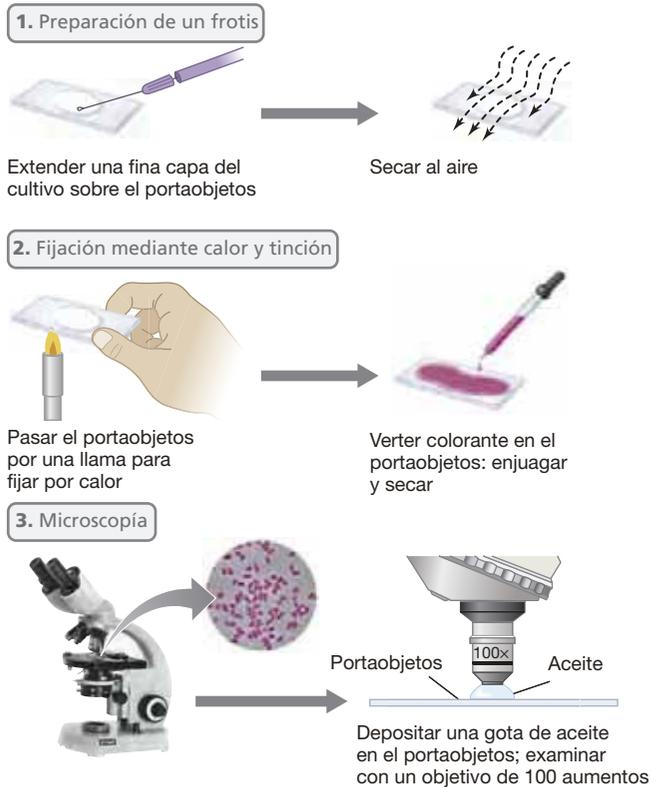 1. Preparación de un frotis
Extender una fina capa del
cultivo sobre el portaobjetos
Secar al aire
2. Fijación mediante calor y tinción
Pasar el portaobjetos
por una llama para
fijar por calor
Verter colorante en el
portaobjetos: enjuagar
y secar
3. Microscopía
100×
Portaobjetos
Aceite
Depositar una gota de aceite
en el portaobjetos; examinar
con un objetivo de 100 aumentos